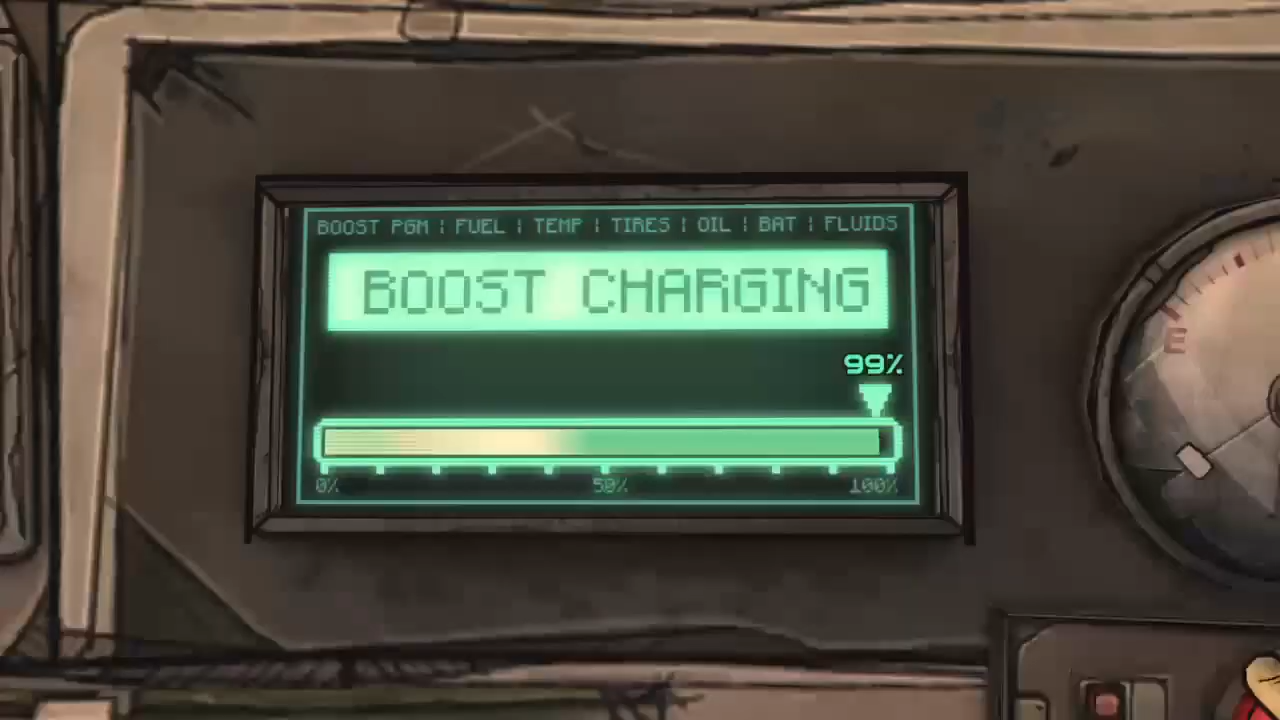 BOOST PGM ¦ FUEL ¦ TEMP ¦ TIRES ¦ OIL ¦ BAT ¦ FLUIDS
BOOST CHARGING
99%
0% 50% 100%
E